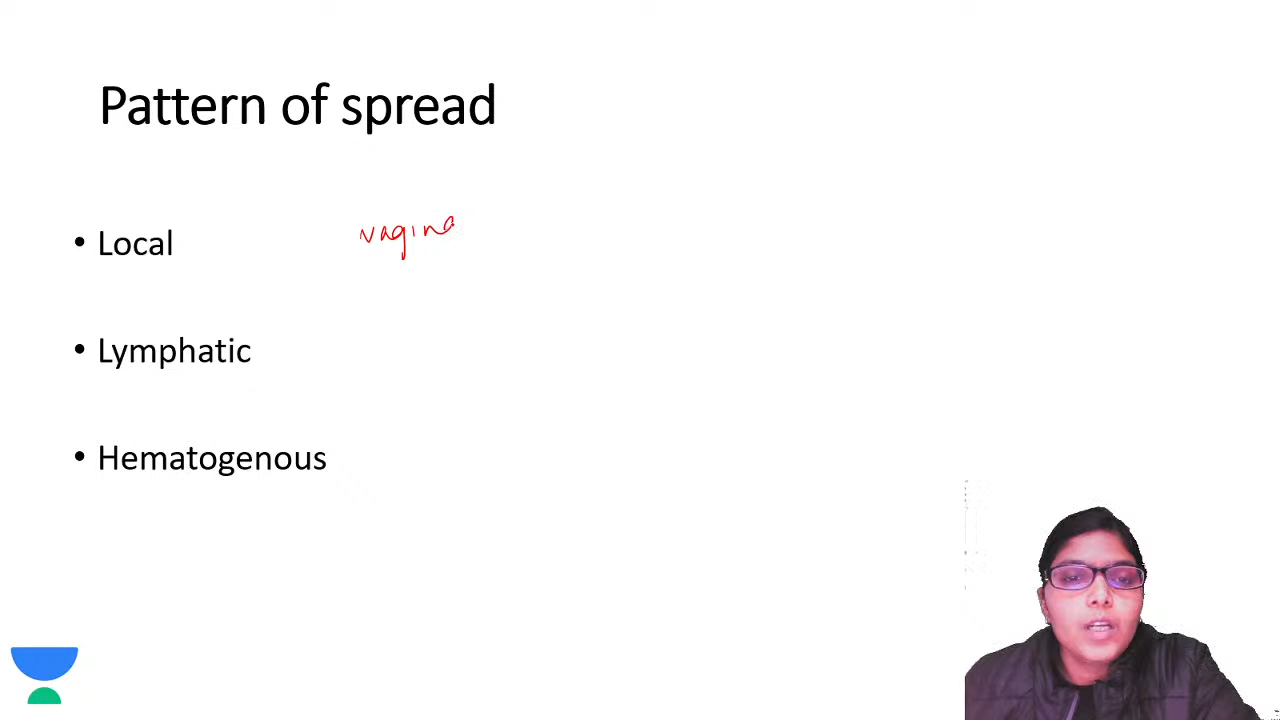 Pattern of spread
• Local vagina
• Lymphatic
• Hematogenous